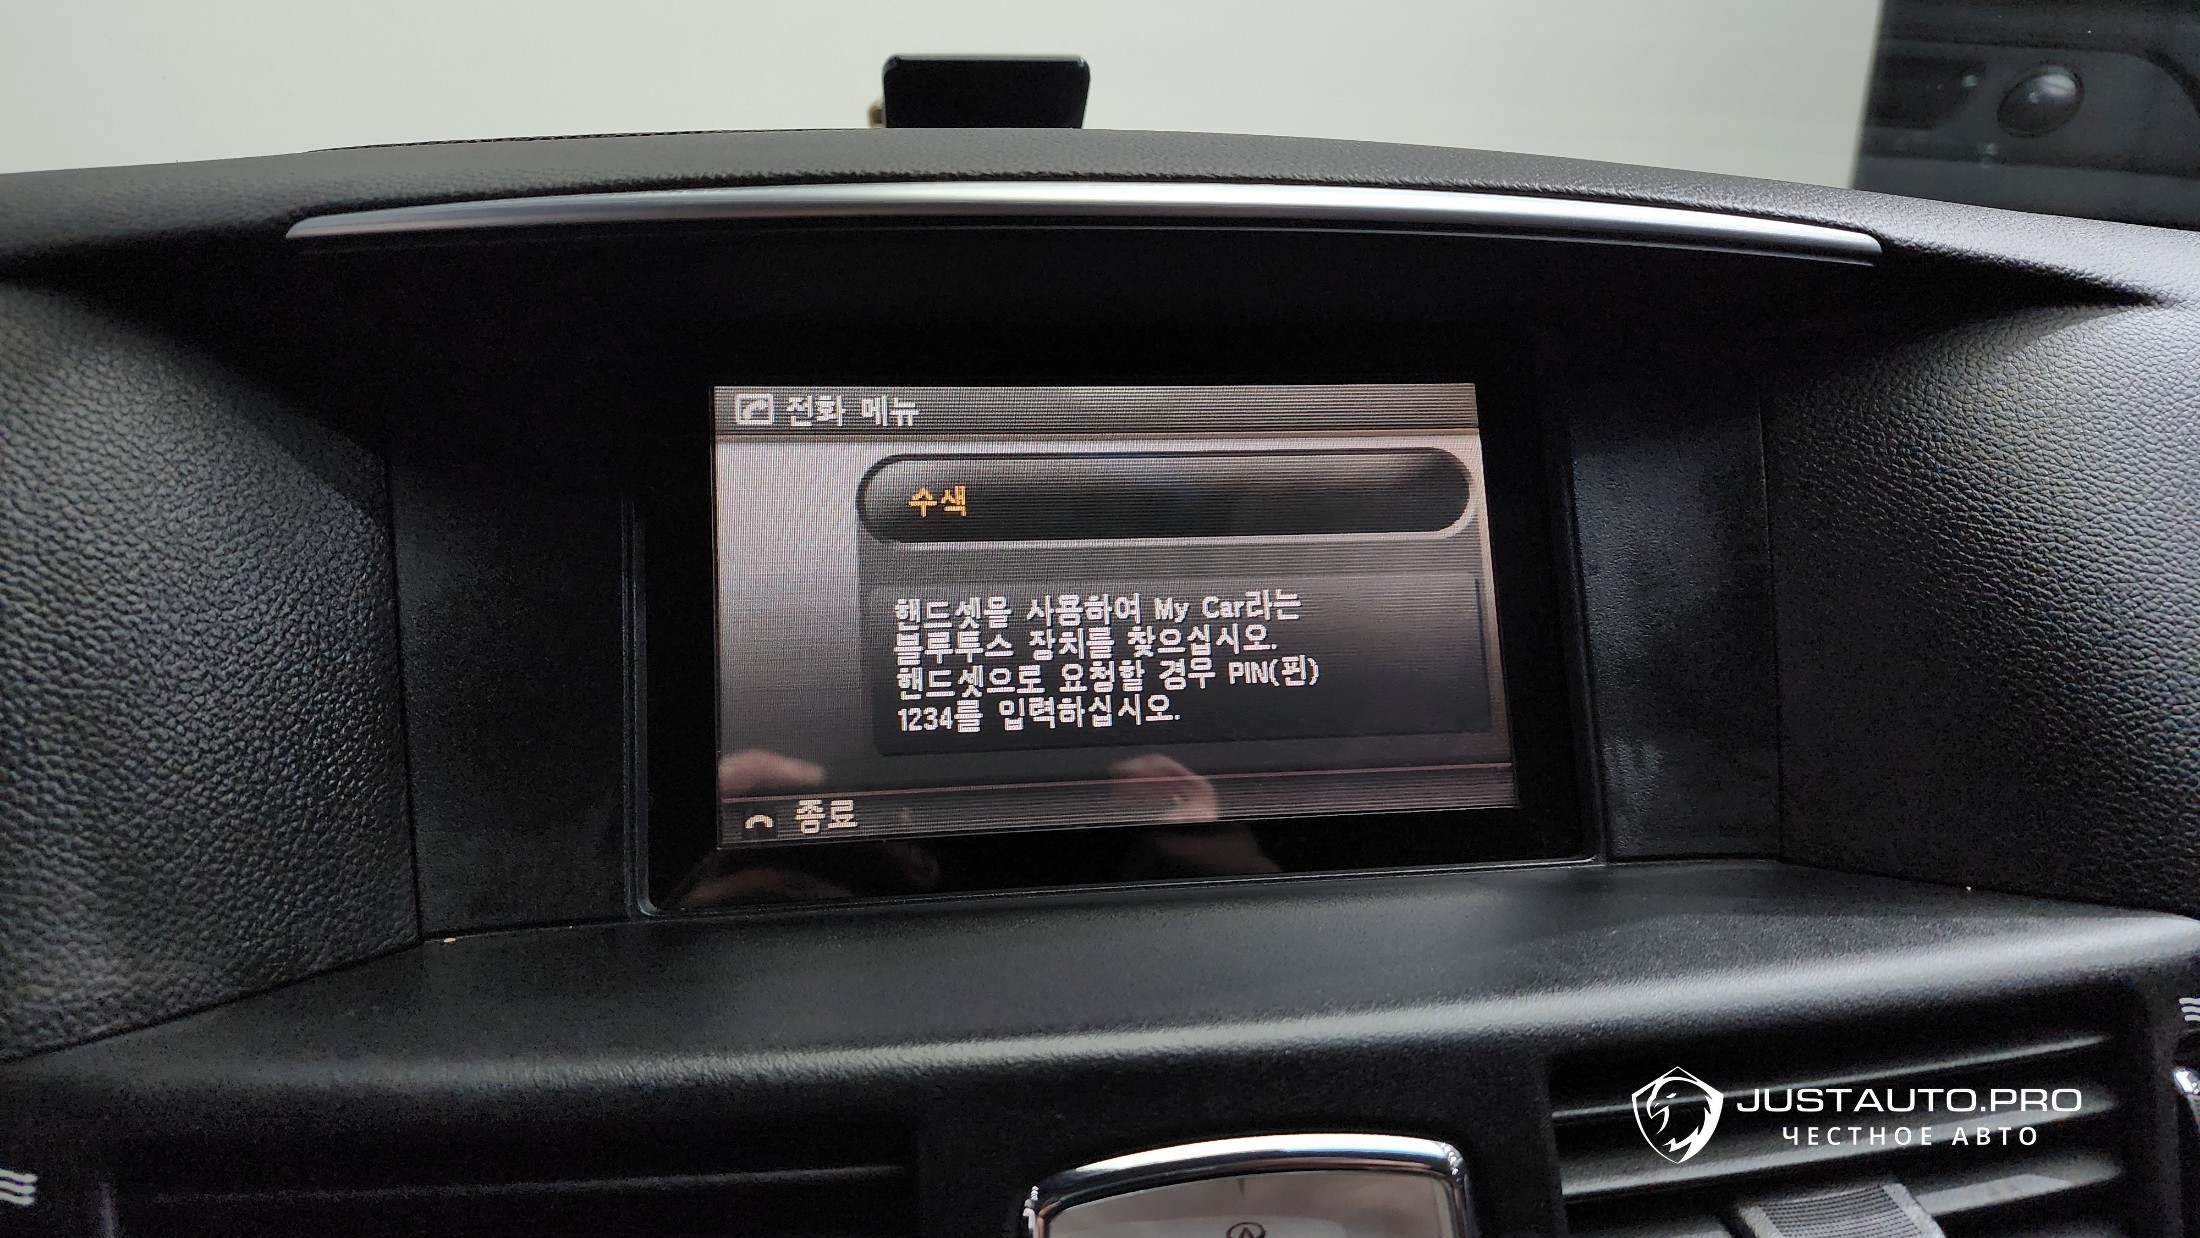 전화 메뉴
수색
핸드셋을 사용하여 My Car라는
블루투스 장치를 찾으십시오.
핸드셋으로 요청할 경우 PIN(핀)
1234를 입력하십시오.
종료
JUSTAUTO.PRO
ЧЕСТНОЕ АВТО